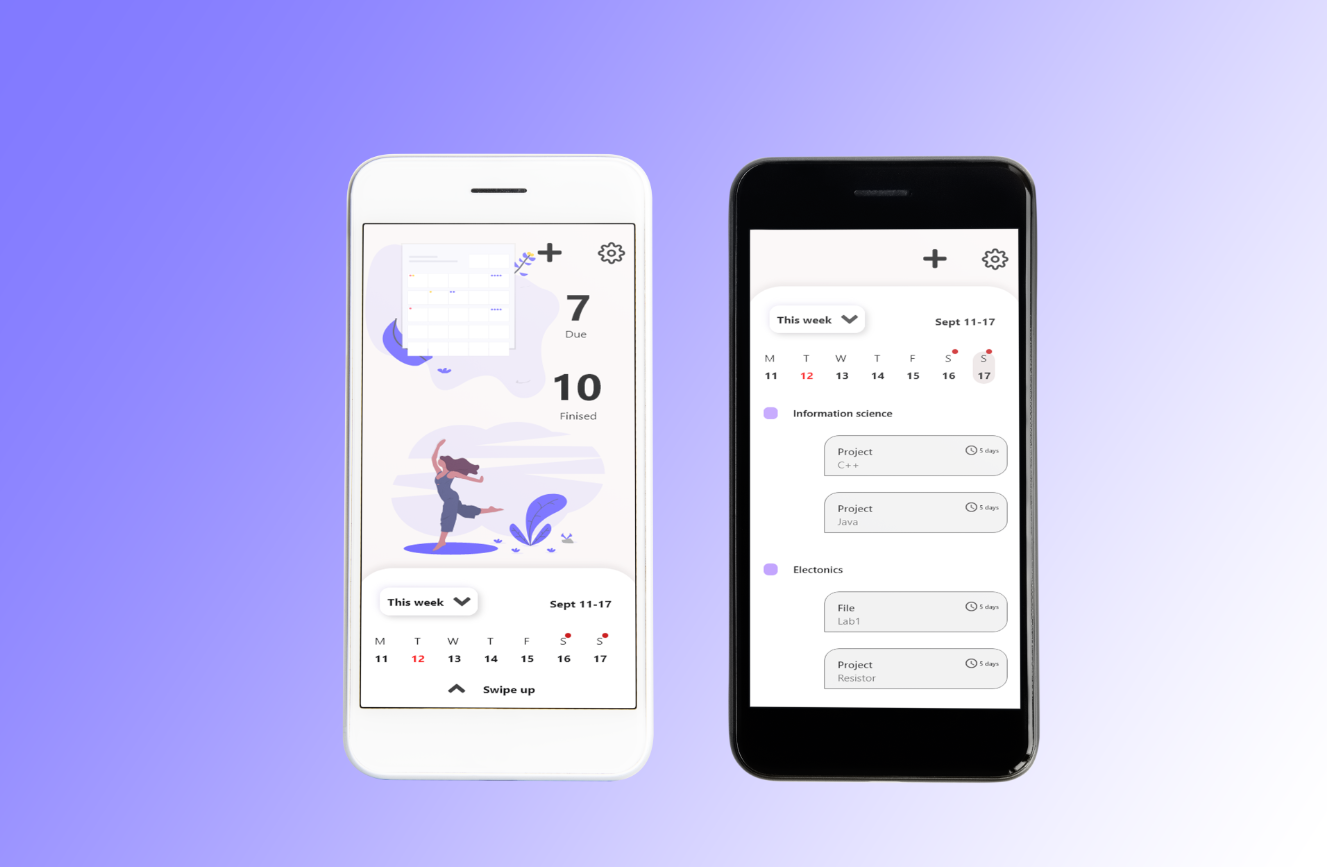 7
Due
10
Finised
This week
Sept 11-17
M T W T F S S
11 12 13 14 15 16 17
Swipe up
This week
Sept 11-17
M T W T F S S
11 12 13 14 15 16 17
Information science
Project
5 days
C++
Project
5 days
Java
Electonics
File
5 days
Lab1
Project
5 days
Resistor